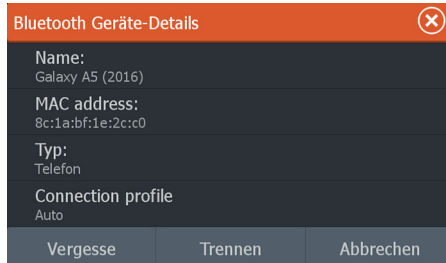 Bluetooth Geräte-Details
Name:
Galaxy A5 (2016)
MAC address:
8c:1a:bf:1e:2c:c0
Typ:
Telefon
Connection profile
Auto
Vergesse Trennen Abbrechen